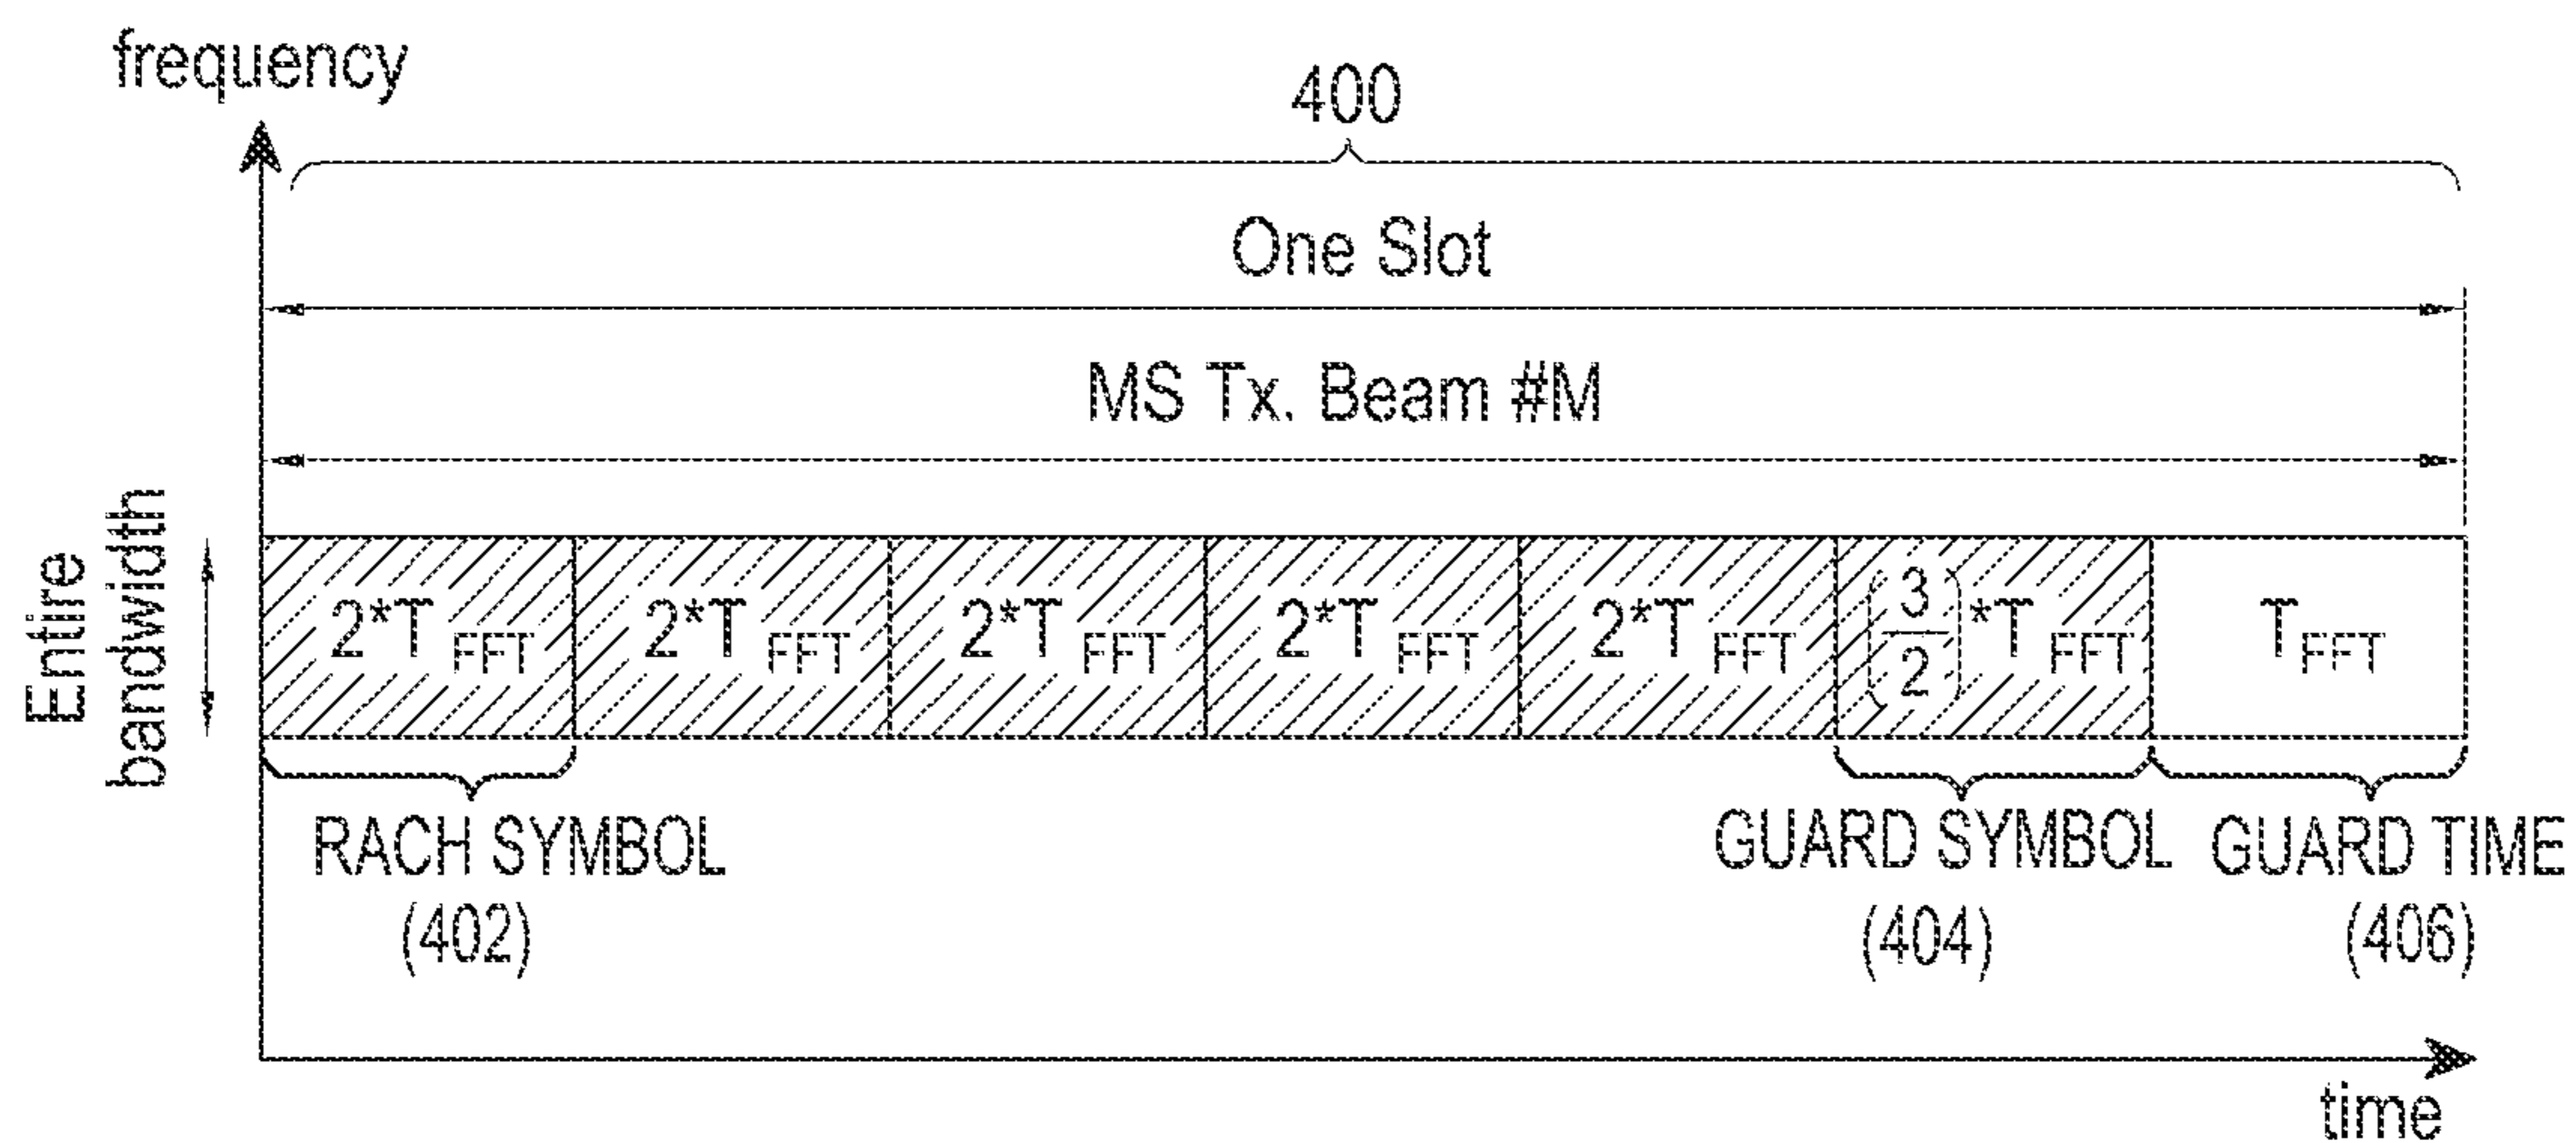 frequency
400
One Slot
MS Tx. Beam #M
Entire
bandwidth
2*T FFT 2*T FFT 2*T FFT 2*T FFT 2*T FFT (3/2)*T FFT T FFT
RACH SYMBOL GUARD SYMBOL GUARD TIME
(402) (404) (406)
time